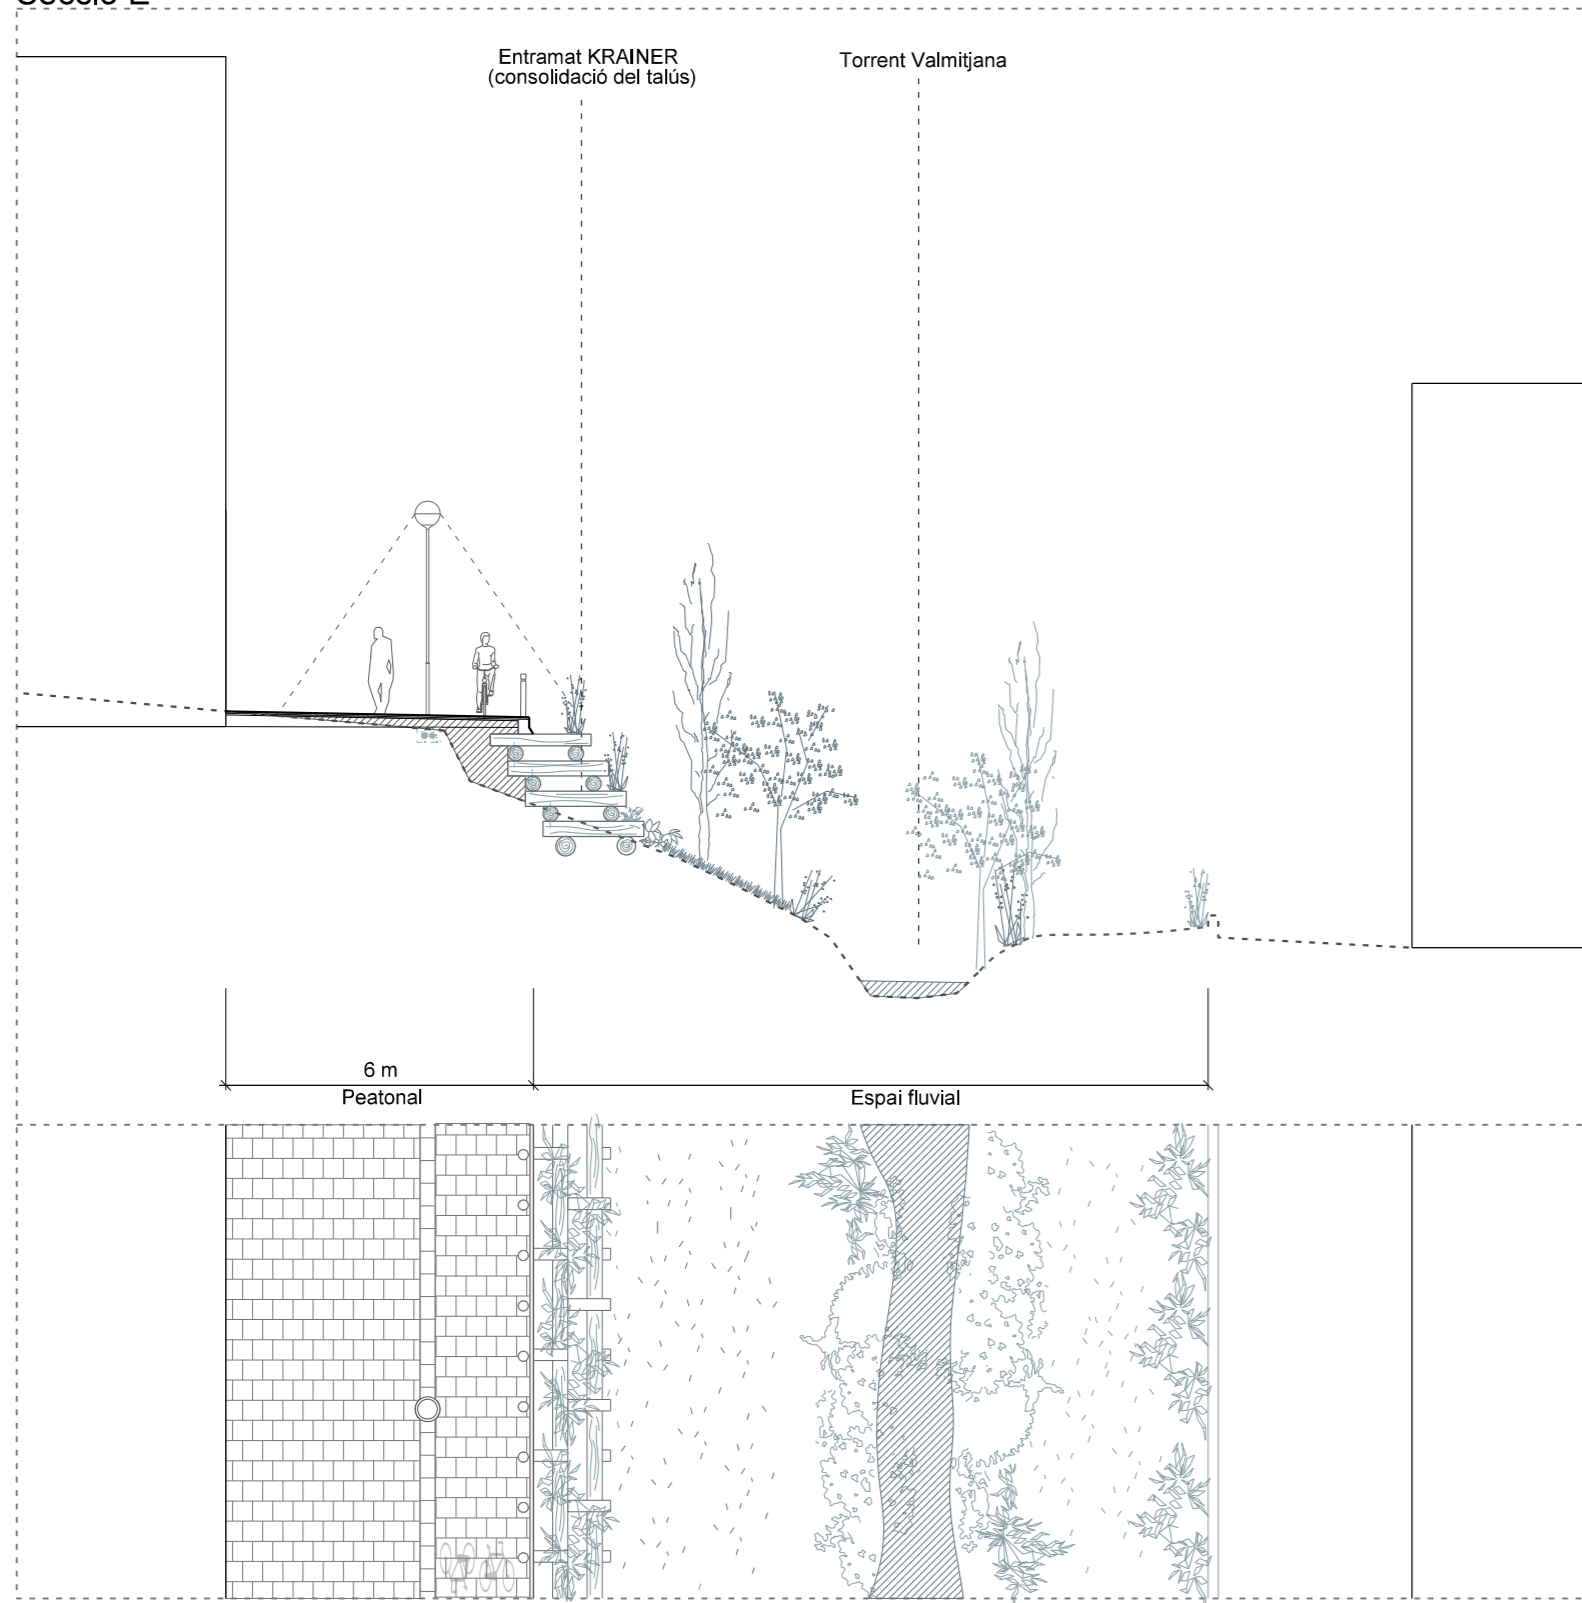 Entramat KRAINER
(consolidació del talús)
Torrent Valmitjana
6 m
Peatonal
Espai fluvial